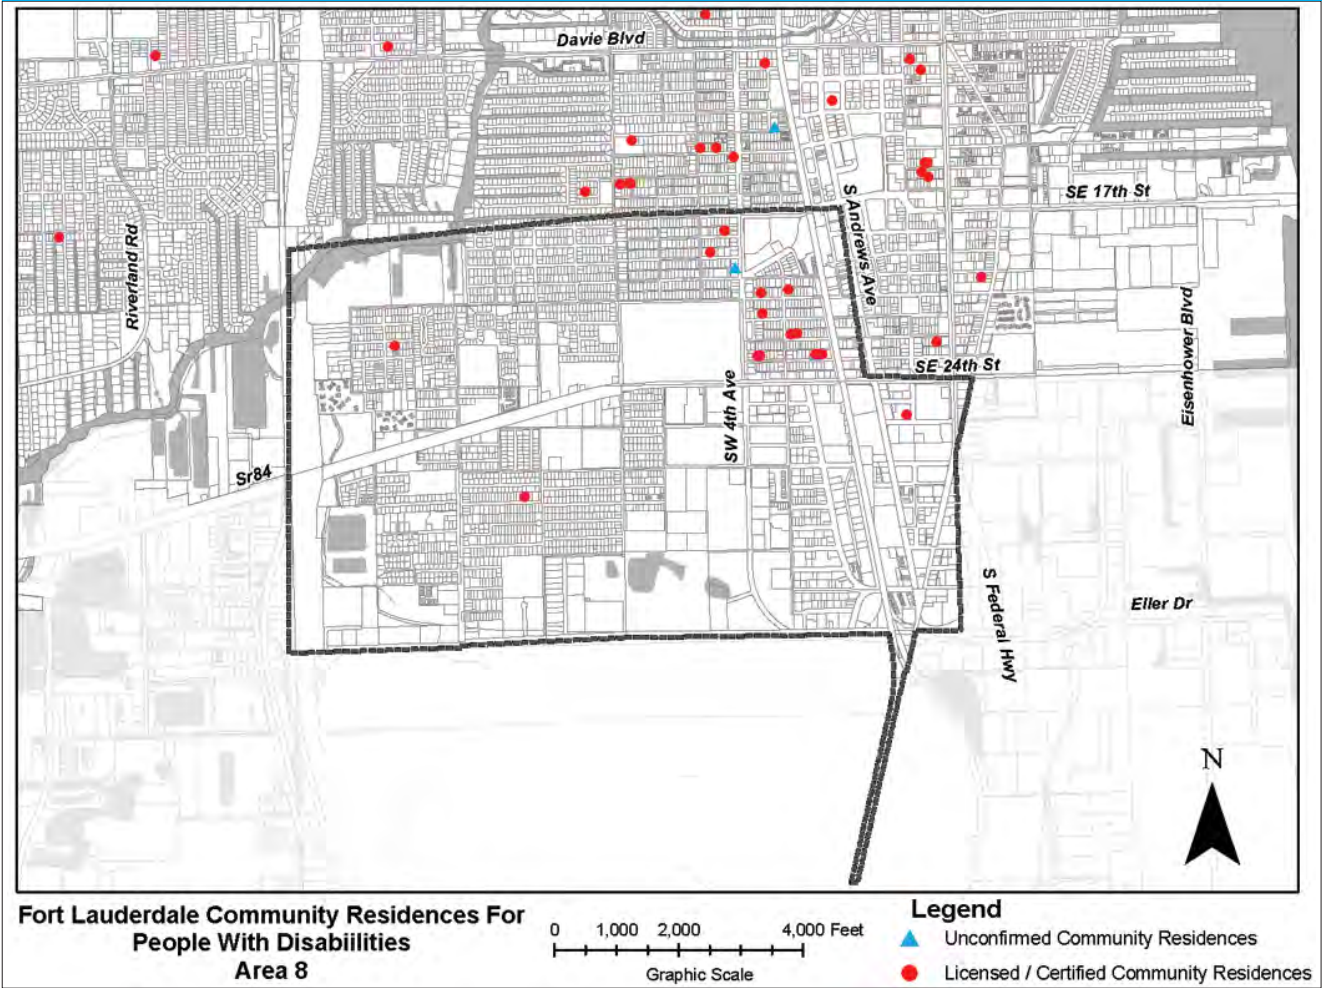 Davie Blvd
SE 17th St
S Andrews Ave
Riverland Rd
Eisenhower Blvd
SE 24th St
SW 4th Ave
Sr84
S Federal Hwy
Eller Dr
N
Fort Lauderdale Community Residences For
People With Disabiilities
Area 8
0 1,000 2,000 4,000 Feet
Graphic Scale
Legend
Unconfirmed Community Residences
Licensed / Certified Community Residences